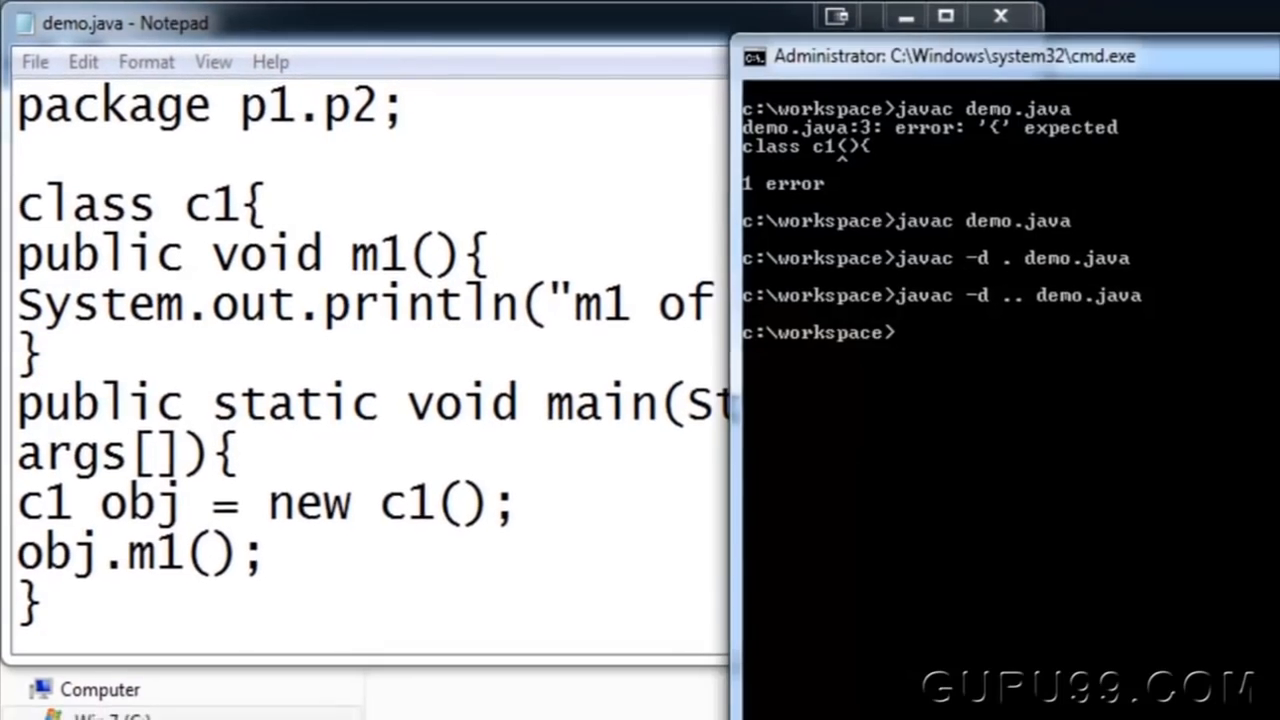 demo.java - Notepad
File Edit Format View Help
package p1.p2;
class c1{
public void m1(){
System.out.println("m1 of
}
public static void main(St
args[]){
c1 obj = new c1();
obj.m1();
}
Computer
Win 7 (C:)
Administrator: C:\Windows\system32\cmd.exe
c:\workspace>javac demo.java
demo.java:3: error: '{' expected
class c1(){
^
1 error
c:\workspace>javac demo.java
c:\workspace>javac -d . demo.java
c:\workspace>javac -d .. demo.java
c:\workspace>
GURU99.COM